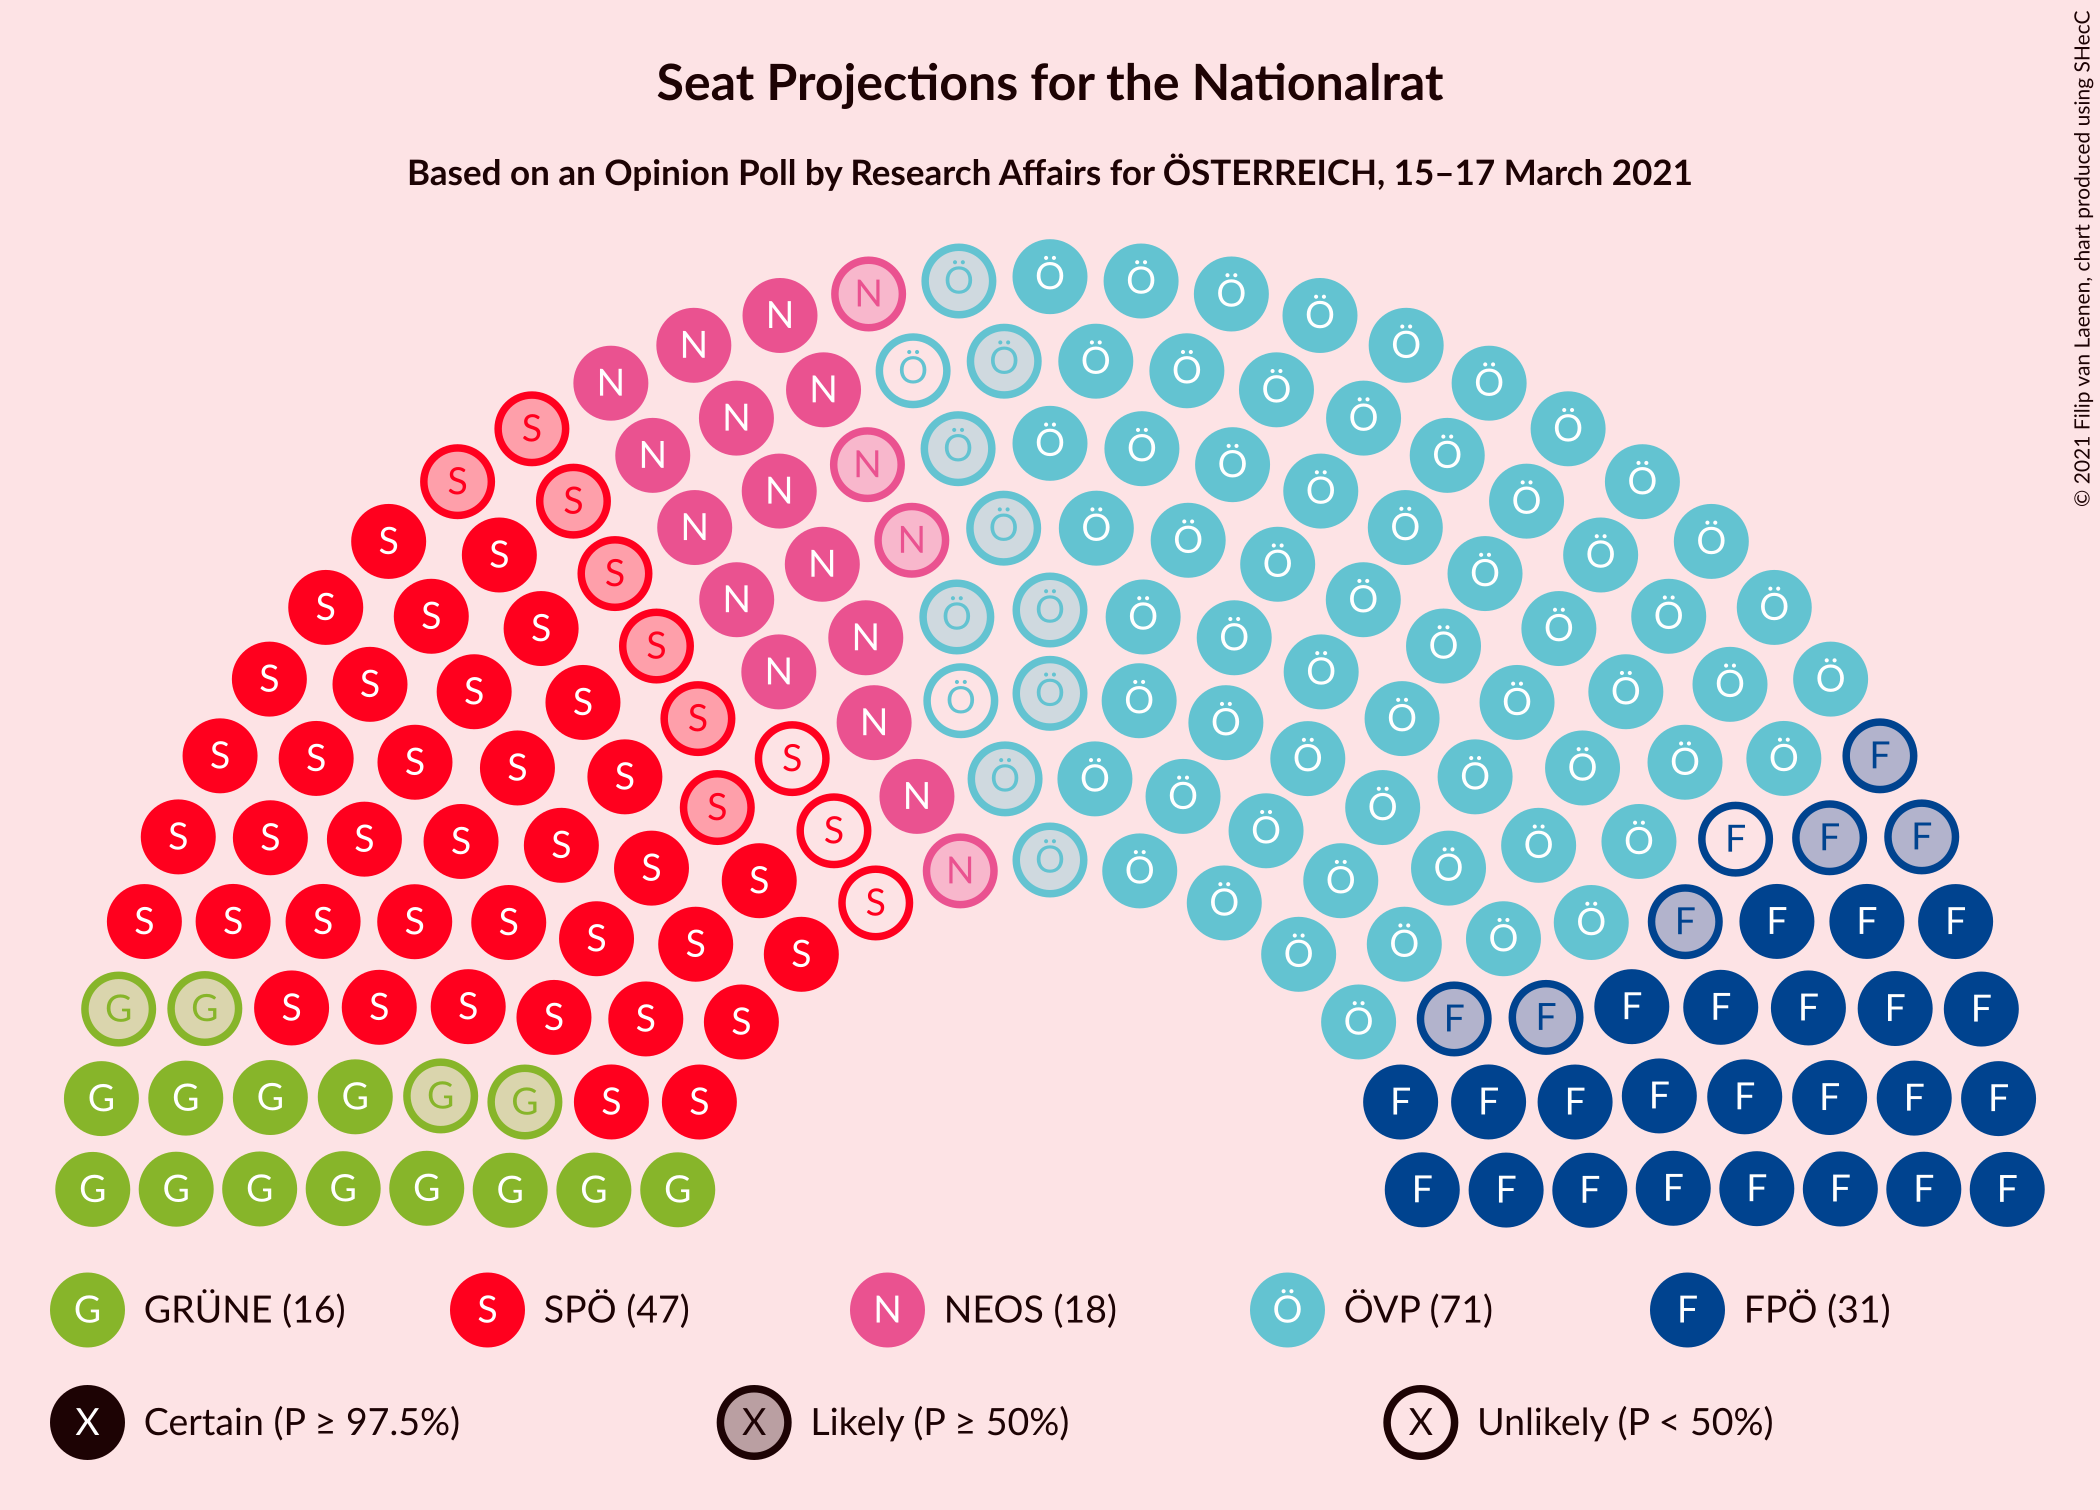 Seat Projections for the Nationalrat
Based on an Opinion Poll by Research Affairs for ÖSTERREICH, 15–17 March 2021
© 2021 Filip van Laenen, chart produced using SHecC
N Ö Ö Ö Ö Ö Ö Ö Ö Ö Ö Ö Ö F F F F F F
G G G G G G G G
F F F F F F F F
G GRÜNE (16) S SPÖ (47) N NEOS (18) Ö ÖVP (71) F FPÖ (31)
X Certain (P ≥ 97.5%) X Likely (P ≥ 50%) X Unlikely (P < 50%)